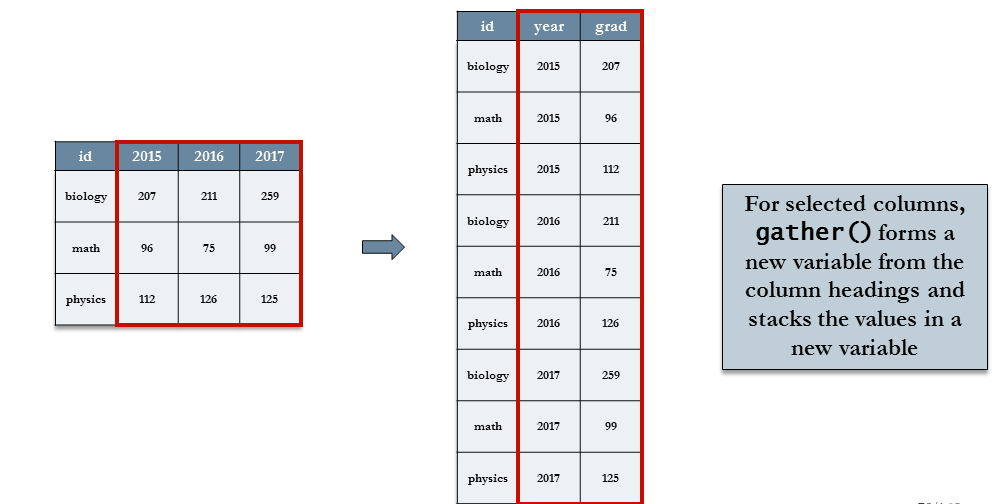 id 2015 2016 2017
biology 207 211 259
math 96 75 99
physics 112 126 125
id year grad
biology 2015 207
math 2015 96
physics 2015 112
biology 2016 211
math 2016 75
physics 2016 126
biology 2017 259
math 2017 99
physics 2017 125
For selected columns,
gather() forms a
new variable from the
column headings and
stacks the values in a
new variable